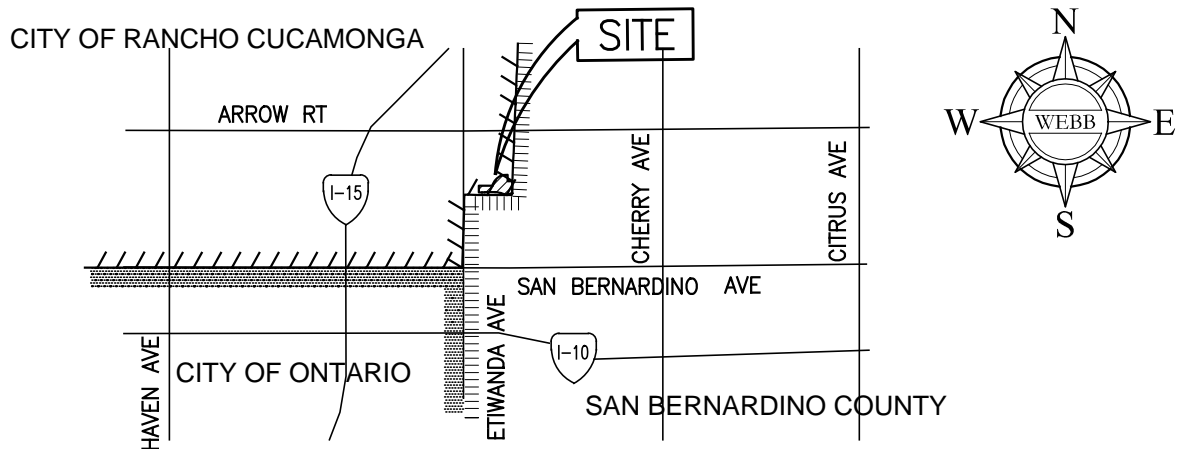 CITY OF RANCHO CUCAMONGA
SITE
ARROW RT
I-15
CHERRY AVE
CITRUS AVE
SAN BERNARDINO AVE
ETIWANDA AVE
I-10
HAVEN AVE
CITY OF ONTARIO
SAN BERNARDINO COUNTY
N
W
WEBB
E
S